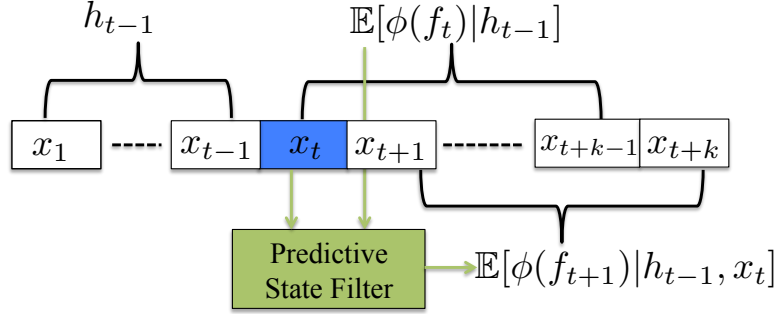 h_{t−1} 𝔼[ϕ(f_t)|h_{t−1}]
x_1 x_{t−1} x_t x_{t+1} x_{t+k−1} x_{t+k}
Predictive
State Filter
𝔼[ϕ(f_{t+1})|h_{t−1}, x_t]